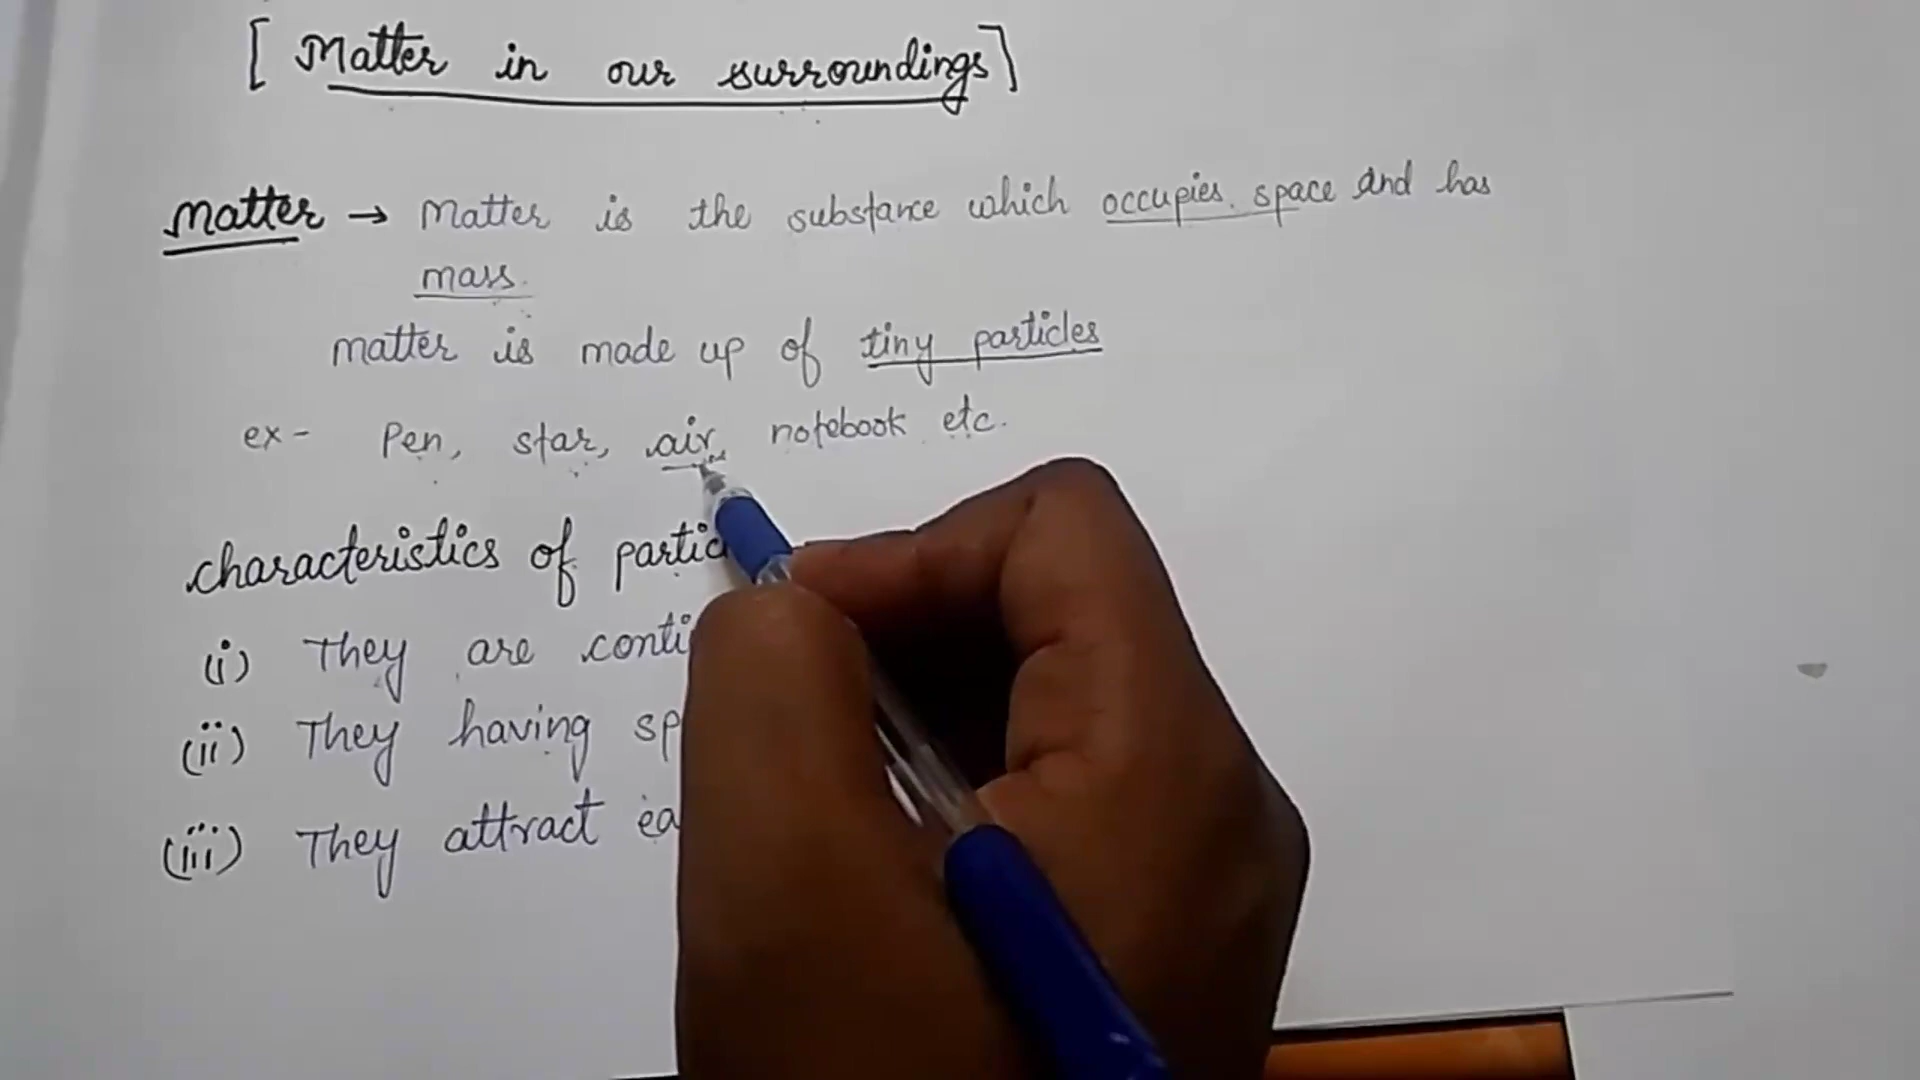 [ Matter in our surroundings ]
Matter → Matter is the substance which occupies space and has
mass.
matter is made up of tiny particles
ex- Pen, star, air, notebook etc.
characteristics of
(i) They are
(ii) They having
(iii) They attract